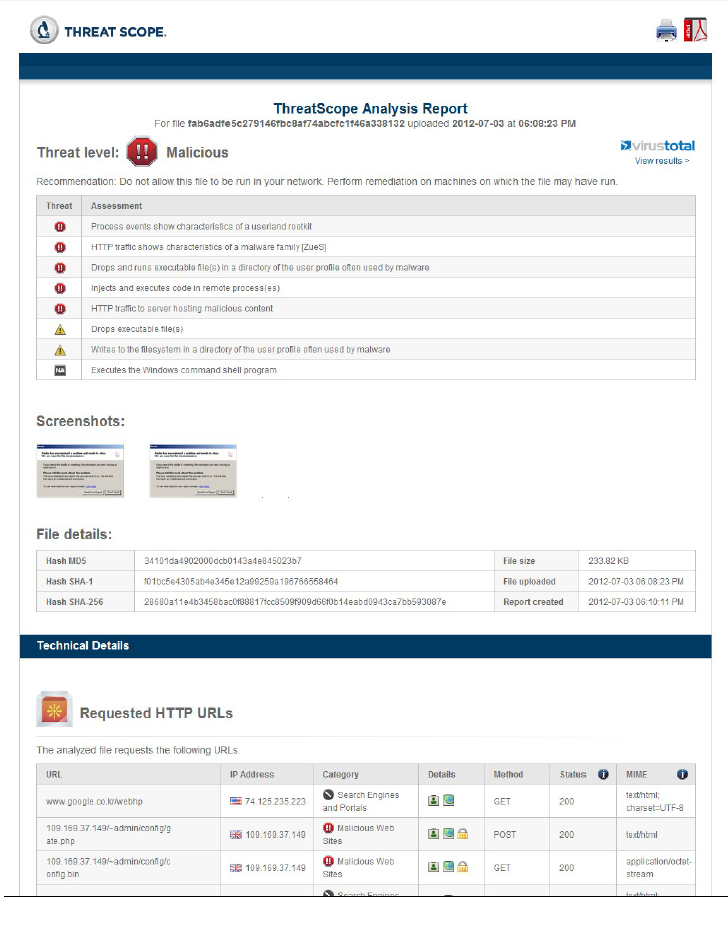 THREAT SCOPE.
ThreatScope Analysis Report
For file fab6adfe5c279146fbc8af74abcfc1f46a338132 uploaded 2012-07-03 at 06:08:23 PM
Threat level: !! Malicious
virustotal
View results >
Recommendation: Do not allow this file to be run in your network. Perform remediation on machines on which the file may have run.
Threat Assessment
Process events show characteristics of a userland rootkit
HTTP traffic shows characteristics of a malware family [ZueS]
Drops and runs executable file(s) in a directory of the user profile often used by malware
Injects and executes code in remote process(es)
HTTP traffic to server hosting malicious content
Drops executable file(s)
Writes to the filesystem in a directory of the user profile often used by malware
NA Executes the Windows command shell program
Screenshots:
File details:
Hash MD5 34101da4902000dcb0143a4e845023b7 File size 233.82 KB
Hash SHA-1 f01bc5e4305ab4e345e12a99259a196766558464 File uploaded 2012-07-03 06:08:23 PM
Hash SHA-256 28680a11e4b3458bac0f88817fcc8509f909d66f0b14eabd0943ca7bb593087e Report created 2012-07-03 06:10:11 PM
Technical Details
Requested HTTP URLs
The analyzed file requests the following URLs.
URL IP Address Category Details Method Status MIME
www.google.co.kr/webhp 74.125.235.223 Search Engines and Portals GET 200 text/html; charset=UTF-8
109.169.37.149/~admin/config/g
ate.php 109.169.37.149 Malicious Web Sites POST 200 text/html
109.169.37.149/~admin/config/c
onfig.bin 109.169.37.149 Malicious Web Sites GET 200 application/octet-stream
Search Engines text/html;